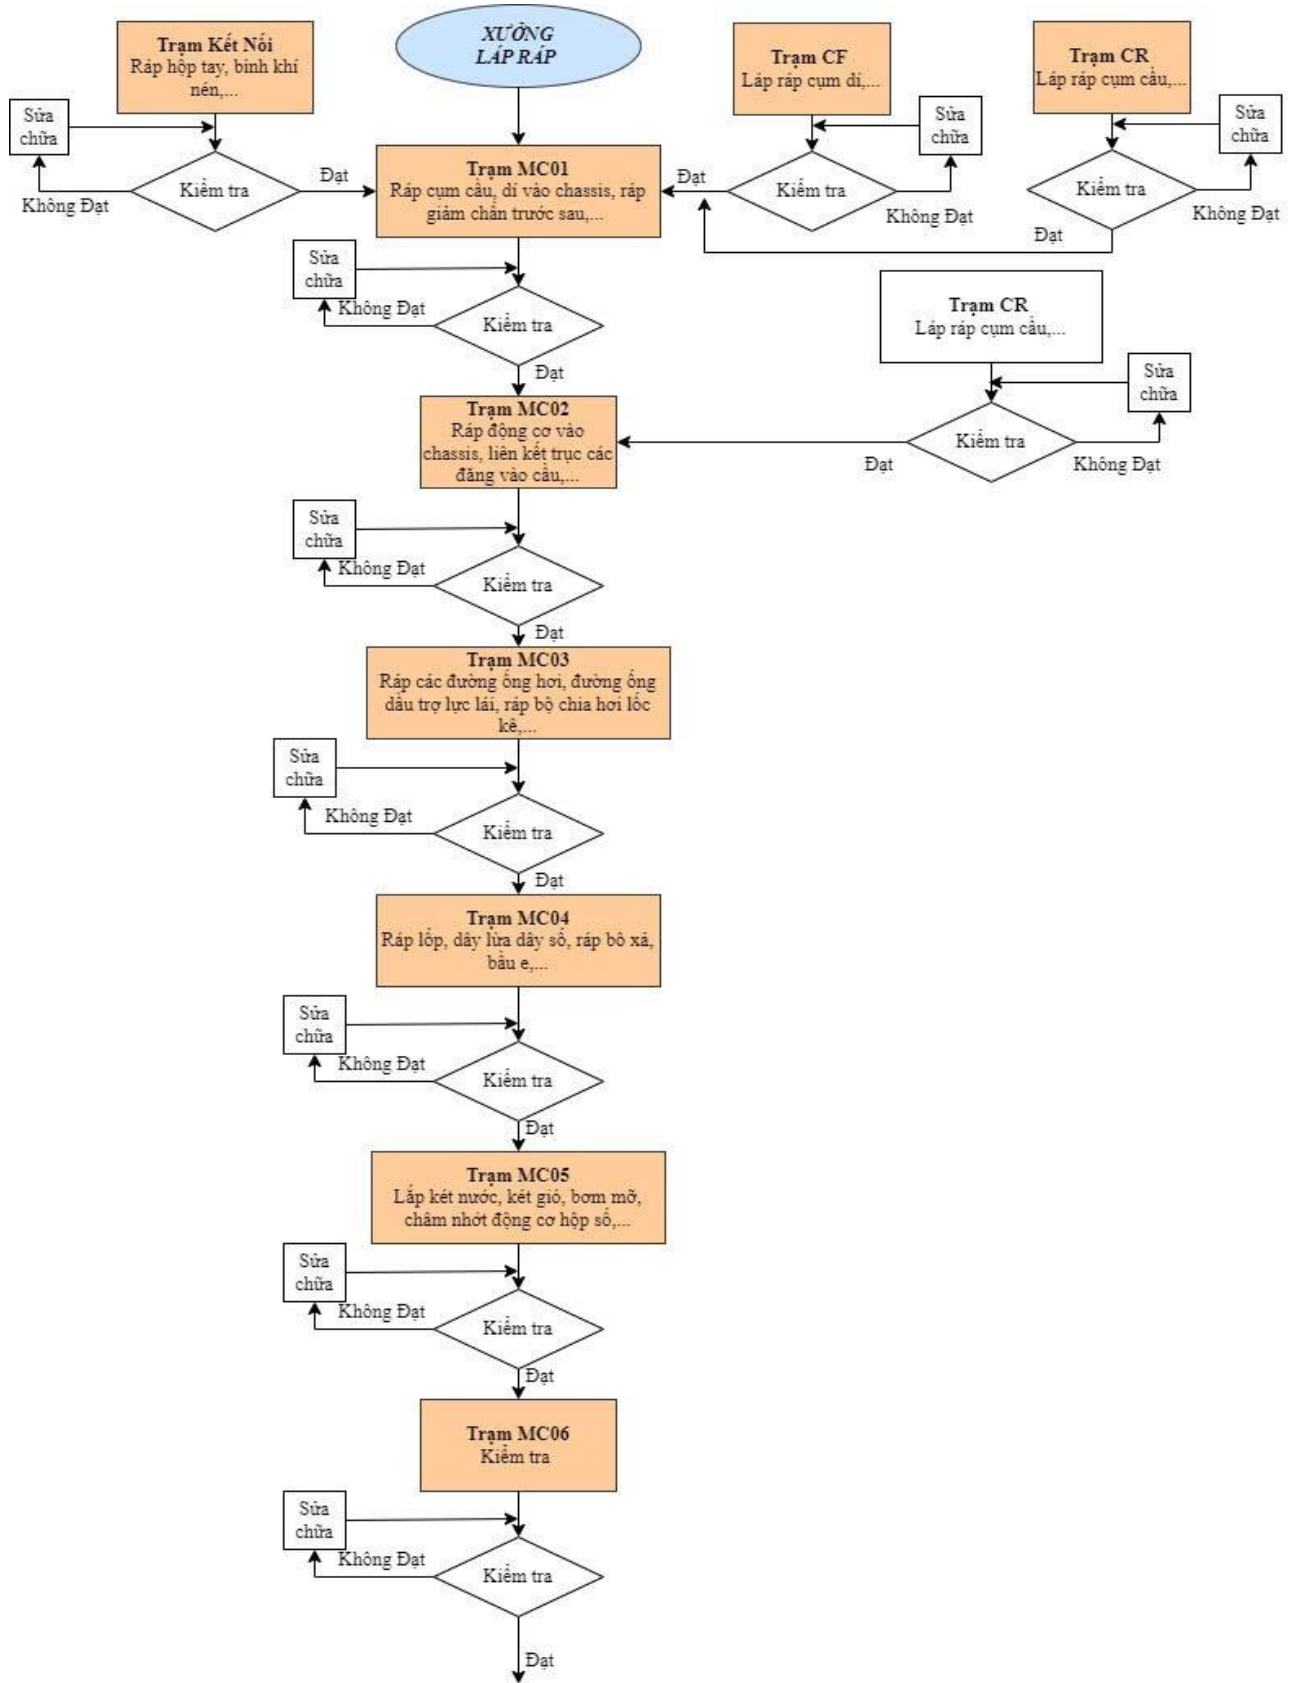 XƯỞNG
LẮP RÁP
Trạm Kết Nối
Ráp hộp tay, bình khí
nén,...
Sửa
chữa
Kiểm tra
Đạt
Không Đạt
Trạm CF
Láp ráp cụm dí,...
Sửa
chữa
Kiểm tra
Đạt
Không Đạt
Trạm CR
Láp ráp cụm cầu,...
Sửa
chữa
Kiểm tra
Không Đạt
Đạt
Trạm MC01
Ráp cụm cầu, dí vào chassis, ráp
giảm chấn trước sau,...
Sửa
chữa
Không Đạt
Kiểm tra
Đạt
Trạm CR
Láp ráp cụm cầu,...
Sửa
chữa
Kiểm tra
Đạt
Không Đạt
Trạm MC02
Ráp động cơ vào
chassis, liên kết trục các
đăng vào cầu,...
Sửa
chữa
Không Đạt
Kiểm tra
Đạt
Trạm MC03
Ráp các đường ống hơi, đường ống
dầu trợ lực lái, ráp bộ chia hơi lốc
kê,...
Sửa
chữa
Không Đạt
Kiểm tra
Đạt
Trạm MC04
Ráp lốp, dây lừa dây số, ráp bô xã,
bầu e,...
Sửa
chữa
Không Đạt
Kiểm tra
Đạt
Trạm MC05
Lắp két nước, két gió, bơm mỡ,
châm nhớt động cơ hộp số,...
Sửa
chữa
Không Đạt
Kiểm tra
Đạt
Trạm MC06
Kiểm tra
Sửa
chữa
Không Đạt
Kiểm tra
Đạt